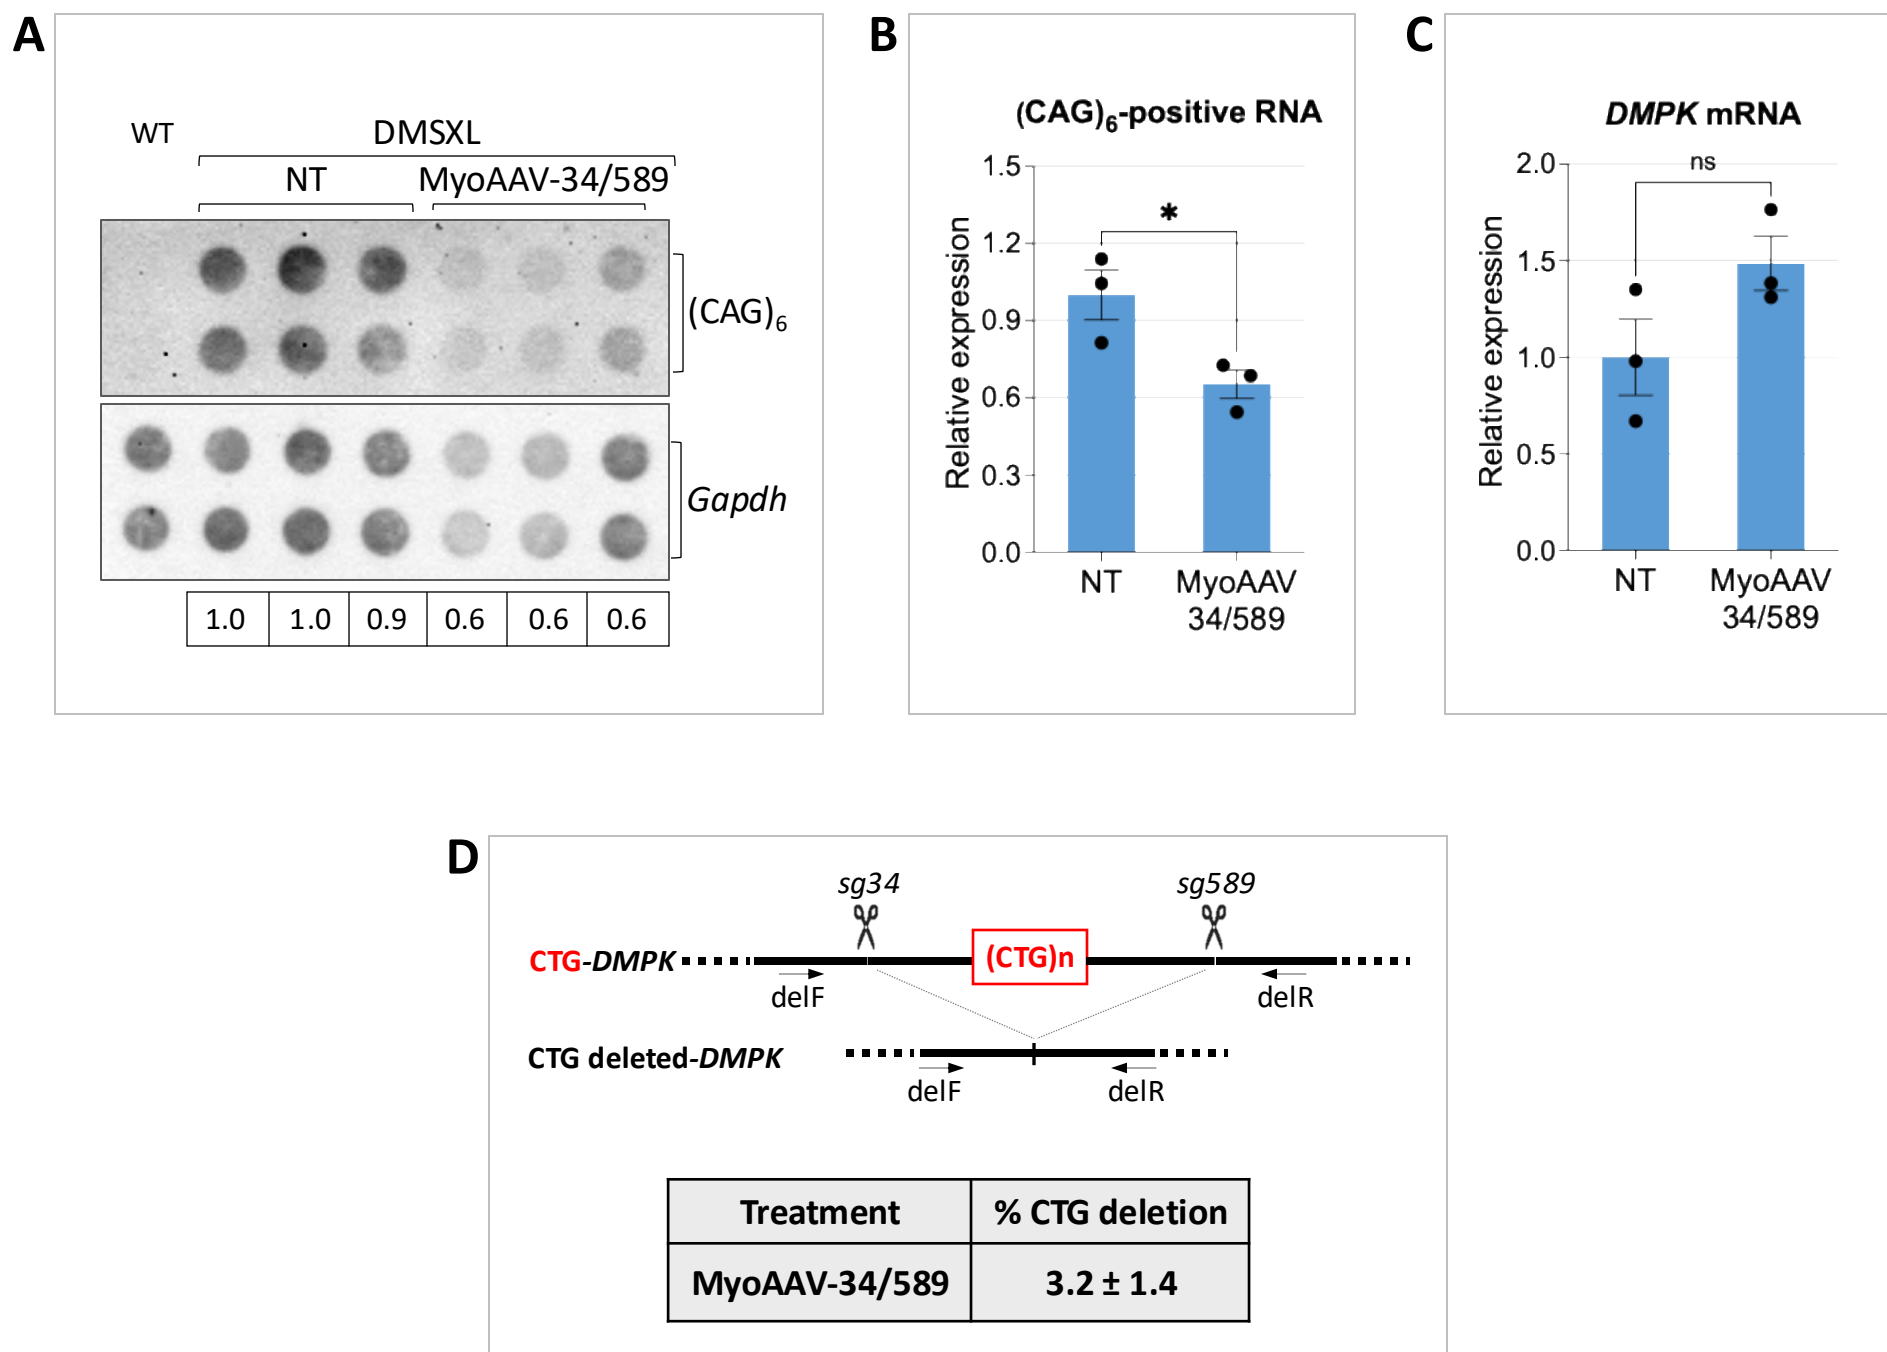 A
WT
DMSXL
NT
MyoAAV-34/589
(CAG)6
Gapdh
1.0 1.0 0.9 0.6 0.6 0.6
B
(CAG)6-positive RNA
Relative expression
1.5
1.2
0.9
0.6
0.3
0.0
*
NT
MyoAAV
34/589
C
DMPK mRNA
Relative expression
2.0
1.5
1.0
0.5
0.0
ns
NT
MyoAAV
34/589
D
sg34 sg589
CTG-DMPK (CTG)n
delF delR
CTG deleted-DMPK
delF delR
Treatment % CTG deletion
MyoAAV-34/589 3.2 ± 1.4